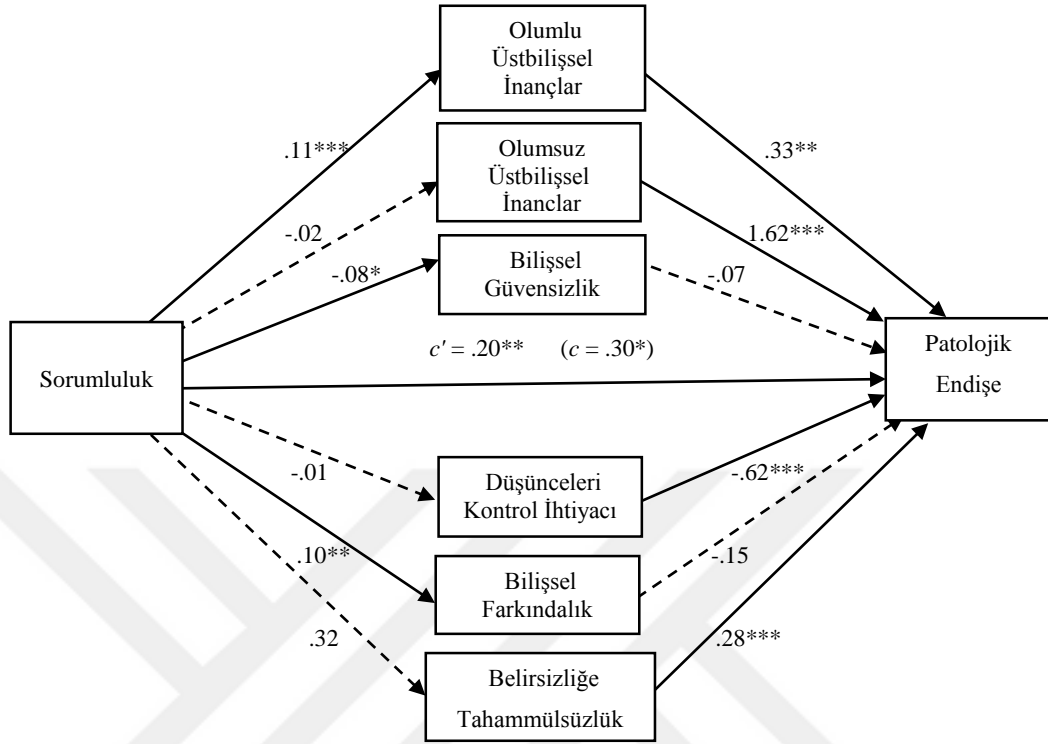 Olumlu
Üstbilişsel
İnançlar
.11***
.33**
Olumsuz
Üstbilişsel
İnanclar
-.02
1.62***
Bilişsel
Güvensizlik
-.08*
-.07
Sorumluluk
c' = .20** (c = .30*)
Patolojik
Endişe
Düşünceleri
Kontrol İhtiyacı
-.01
-.62***
Bilişsel
Farkındalık
.10**
-.15
Belirsizliğe
Tahammülsüzlük
.32
.28***